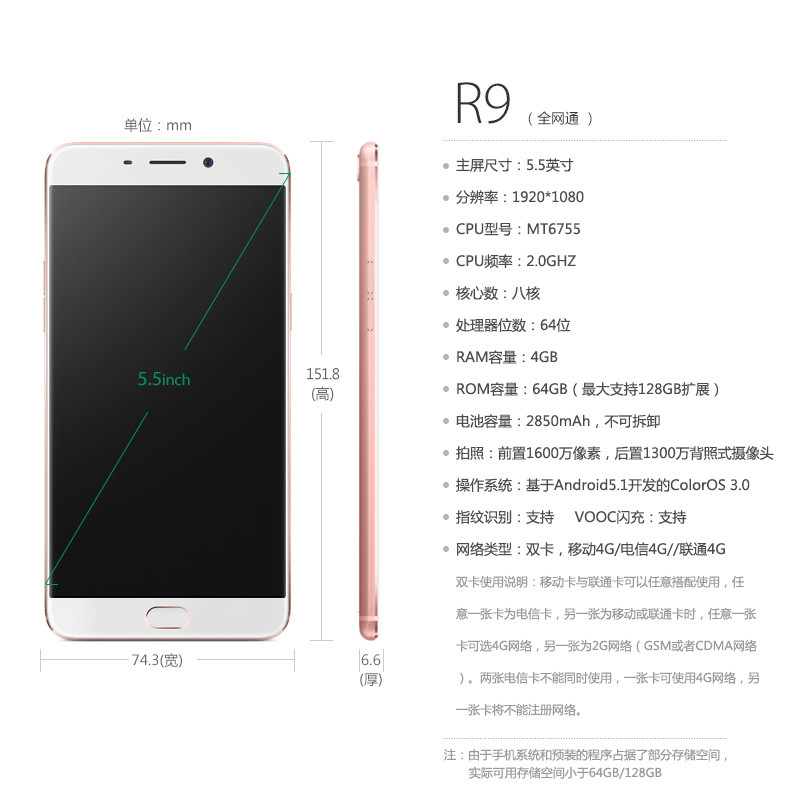 单位：mm
5.5inch
151.8
(高)
74.3(宽)
6.6
(厚)
R9 （ 全网通 ）
主屏尺寸：5.5英寸
分辨率：1920*1080
CPU型号：MT6755
CPU频率：2.0GHZ
核心数：八核
处理器位数：64位
RAM容量：4GB
ROM容量：64GB（ 最大支持128GB扩展 ）
电池容量：2850mAh，不可拆卸
拍照：前置1600万像素，后置1300万背照式摄像头
操作系统：基于Android5.1开发的ColorOS 3.0
指纹识别：支持 VOOC闪充：支持
网络类型：双卡，移动4G/电信4G//联通4G
双卡使用说明：移动卡与联通卡可以任意搭配使用，任
意一张卡为电信卡，另一张为移动或联通卡时，任意一张
卡可选4G网络，另一张为2G网络（ GSM或者CDMA网络
）。两张电信卡不能同时使用，一张卡可使用4G网络，另
一张卡将不能注册网络。
注：由于手机系统和预装的程序占据了部分存储空间，
实际可用存储空间小于64GB/128GB